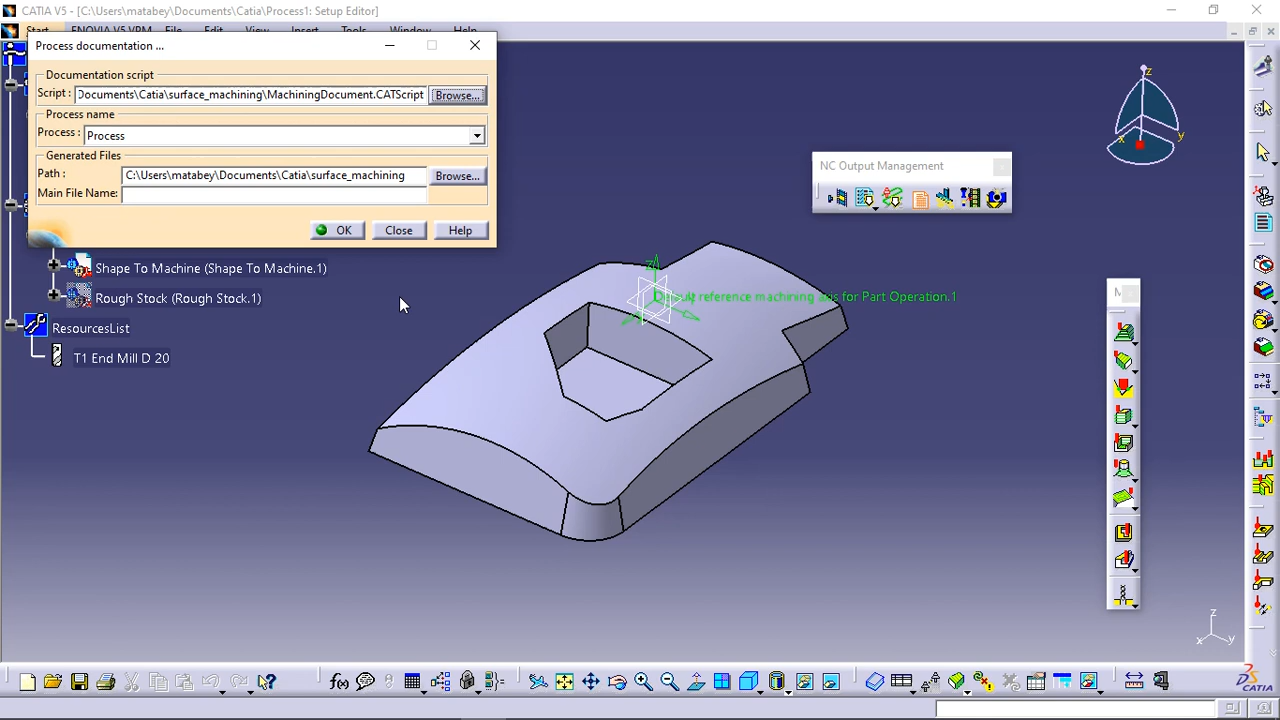 CATIA V5 - [C:\Users\matabey\Documents\Catia\Process1: Setup Editor]
Start ENOVIA V5 VPM File Edit View Insert Tools Window Help
Process documentation ...
Documentation script
Script : Documents\Catia\surface_machining\MachiningDocument.CATScript Browse...
Process name
Process : Process
Generated Files
Path : C:\Users\matabey\Documents\Catia\surface_machining Browse...
Main File Name:
OK Close Help
NC Output Management
Shape To Machine (Shape To Machine.1)
Rough Stock (Rough Stock.1)
ResourcesList
T1 End Mill D 20
reference machining axis for Part Operation.1
M
z
x
y
z
x
y
f(x)
CATIA